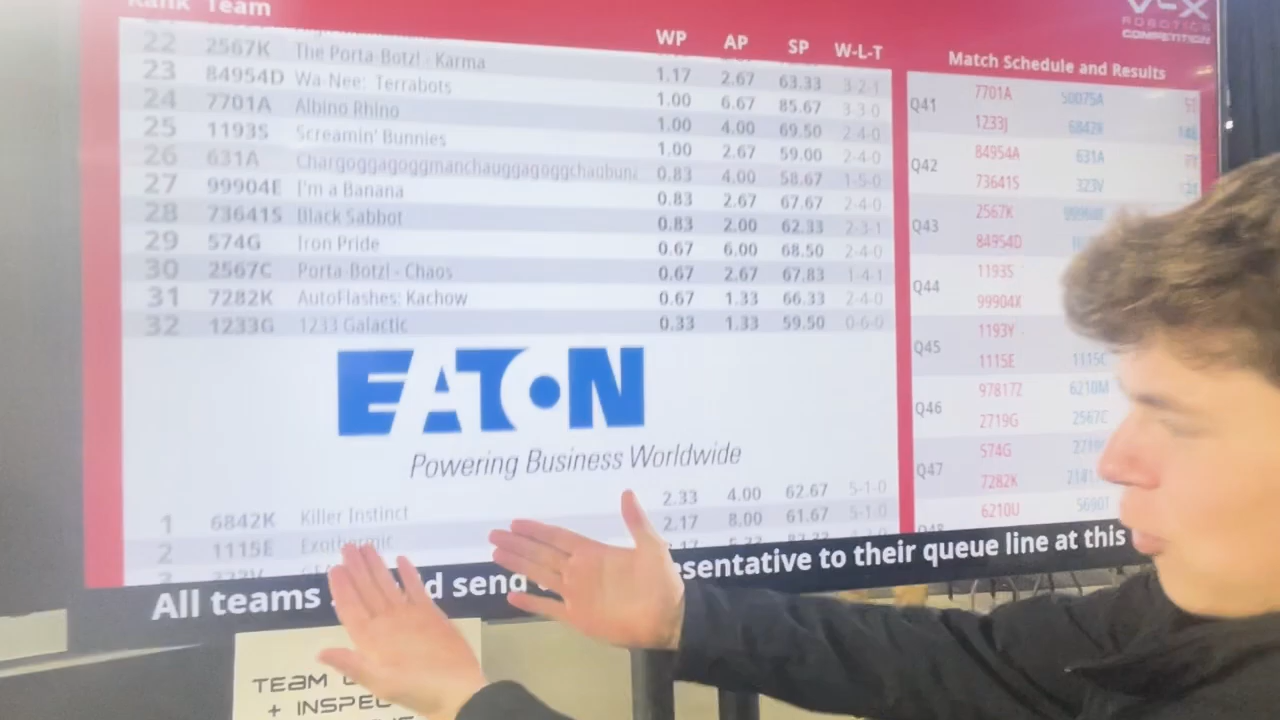 Rank Team
WP AP SP W-L-T
22 2567K The Porta-Botz! - Karma 1.17 2.67 63.33 3-2-1
23 84954D Wa-Nee: Terrabots 1.00 6.67 85.67 3-3-0
24 7701A Albino Rhino 1.00 4.00 69.50 2-4-0
25 1193S Screamin' Bunnies 1.00 2.67 59.00 2-4-0
26 631A Chargoggagoggmanchauggagoggchaubuna 0.83 4.00 58.67 1-5-0
27 99904E I'm a Banana 0.83 2.67 67.67 2-4-0
28 73641S Black Sabbot 0.83 2.00 62.33 2-3-1
29 574G Iron Pride 0.67 6.00 68.50 2-4-0
30 2567C Porta-Botz! - Chaos 0.67 2.67 67.83 1-4-1
31 7282K AutoFlashes: Kachow 0.67 1.33 66.33 2-4-0
32 1233G 1233 Galactic 0.33 1.33 59.50 0-6-0
EATON
Powering Business Worldwide
1 6842K Killer Instinct 2.33 4.00 62.67 5-1-0
2 1115E Exothermic 2.17 8.00 61.67 5-1-0
VEX
ROBOTICS
COMPETITION
Match Schedule and Results
Q41 7701A 50075A
1233J 6842K
Q42 84954A 631A
73641S 323V
Q43 2567K
84954D
Q44 1193S
99904X
Q45 1193Y
1115E 1115C
Q46 97817Z 6210M
2719G 2567C
Q47 574G
7282K
Q48 6210U 5690T
All teams send representative to their queue line at this
TEAM
+ INSPEC